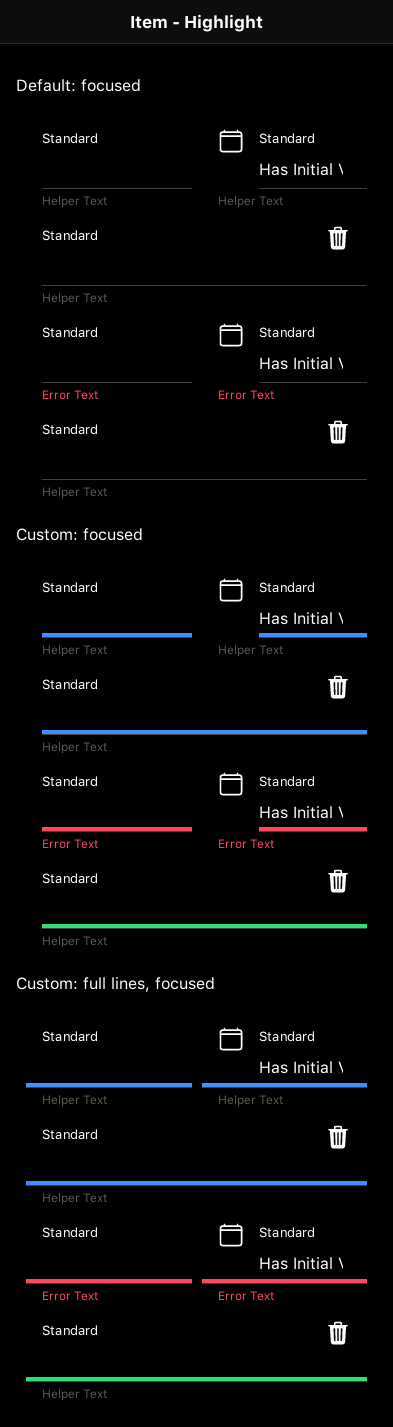 Item - Highlight
Default: focused
Standard Standard
Has Initial V
Helper Text Helper Text
Standard
Helper Text
Standard Standard
Has Initial V
Error Text Error Text
Standard
Helper Text
Custom: focused
Standard Standard
Has Initial V
Helper Text Helper Text
Standard
Helper Text
Standard Standard
Has Initial V
Error Text Error Text
Standard
Helper Text
Custom: full lines, focused
Standard Standard
Has Initial V
Helper Text Helper Text
Standard
Helper Text
Standard Standard
Has Initial V
Error Text Error Text
Standard
Helper Text